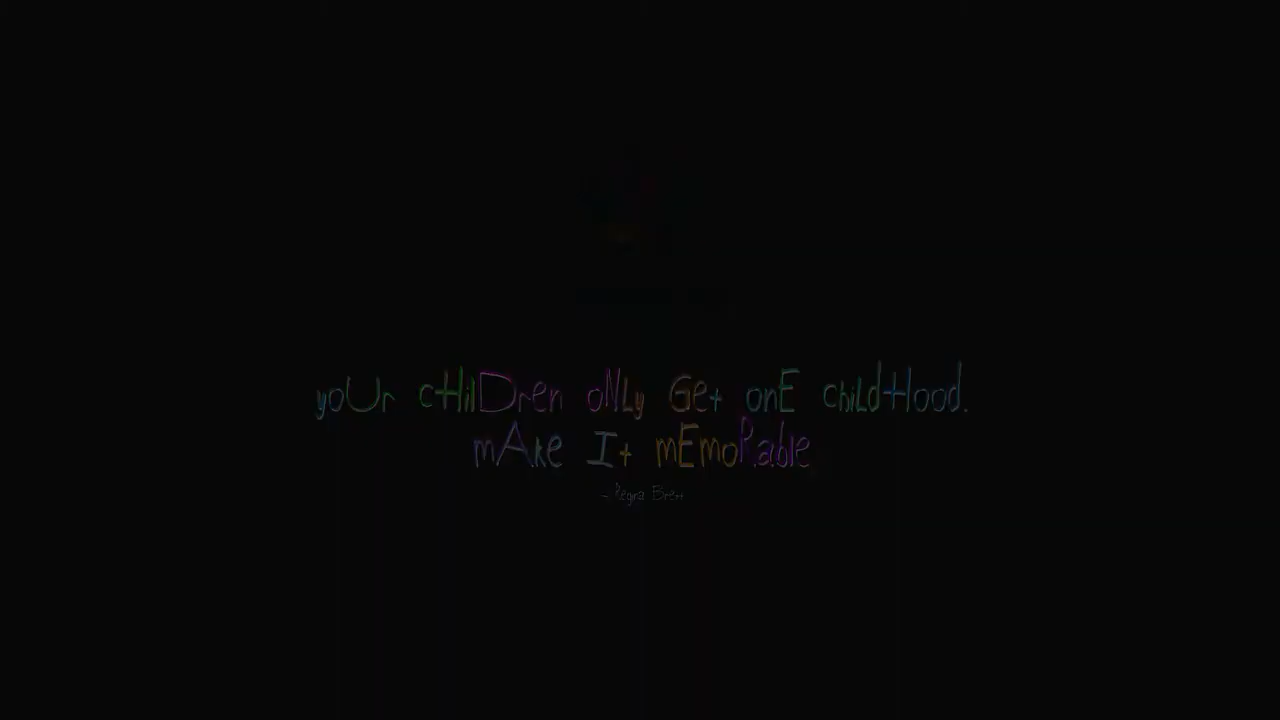 yoUr cHilDren oNLy Get onE chiLdHood.
mAke It mEmoRable
- Regina Brett